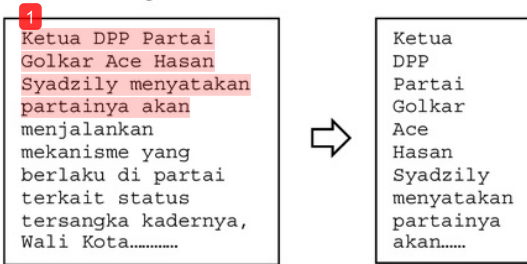 1
Ketua DPP Partai
Golkar Ace Hasan
Syadzily menyatakan
partainya akan
menjalankan
mekanisme yang
berlaku di partai
terkait status
tersangka kadernya,
Wali Kota…………
Ketua
DPP
Partai
Golkar
Ace
Hasan
Syadzily
menyatakan
partainya
akan……